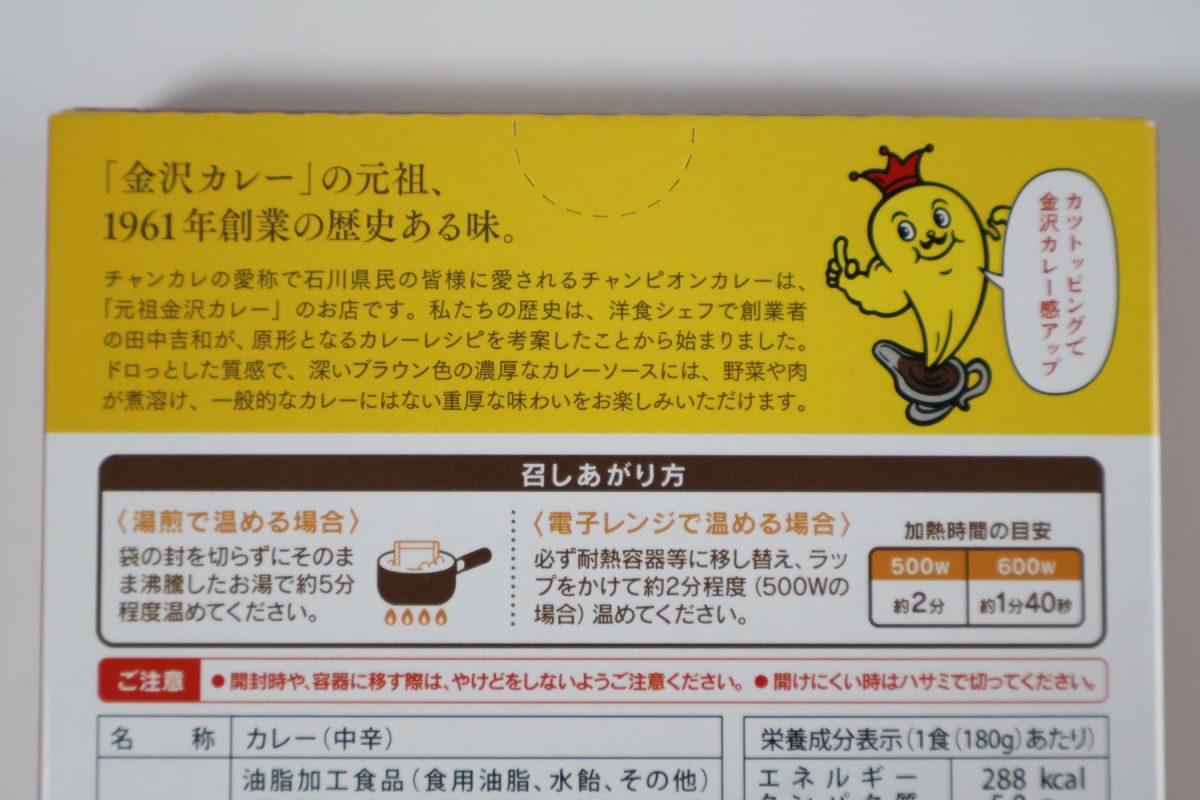 「金沢カレー」の元祖、
1961年創業の歴史ある味。
チャンカレの愛称で石川県民の皆様に愛されるチャンピオンカレーは、
「元祖金沢カレー」のお店です。私たちの歴史は、洋食シェフで創業者
の田中吉和が、原形となるカレーレシピを考案したことから始まりました。
ドロっとした質感で、深いブラウン色の濃厚なカレーソースには、野菜や肉
が煮溶け、一般的なカレーにはない重厚な味わいをお楽しみいただけます。
カツトッピングで
金沢カレー感アップ
召しあがり方
〈湯煎で温める場合〉
袋の封を切らずにそのまま
ま沸騰したお湯で約5分
程度温めてください。
〈電子レンジで温める場合〉
必ず耐熱容器等に移し替え、ラッ
プをかけて約2分程度（500Wの
場合）温めてください。
加熱時間の目安
500W 600W
約2分 約1分40秒
ご注意 ●開封時や、容器に移す際は、やけどをしないようご注意ください。 ●開けにくい時はハサミで切ってください。
名称 カレー（中辛）
油脂加工食品（食用油脂、水飴、その他）
栄養成分表示（1食（180g）あたり）
エネルギー 288 kcal